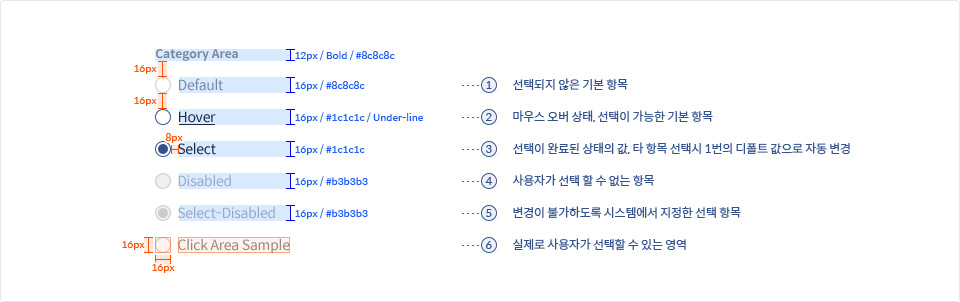 Category Area 12px / Bold / #8c8c8c
16px
Default 16px / #8c8c8c 1 선택되지 않은 기본 항목
16px
Hover 16px / #1c1c1c / Under-line 2 마우스 오버 상태, 선택이 가능한 기본 항목
8px
Select 16px / #1c1c1c 3 선택이 완료된 상태의 값, 타 항목 선택시 1번의 디폴트 값으로 자동 변경
Disabled 16px / #b3b3b3 4 사용자가 선택 할 수 없는 항목
Select-Disabled 16px / #b3b3b3 5 변경이 불가하도록 시스템에서 지정한 선택 항목
16px Click Area Sample 6 실제로 사용자가 선택할 수 있는 영역
16px